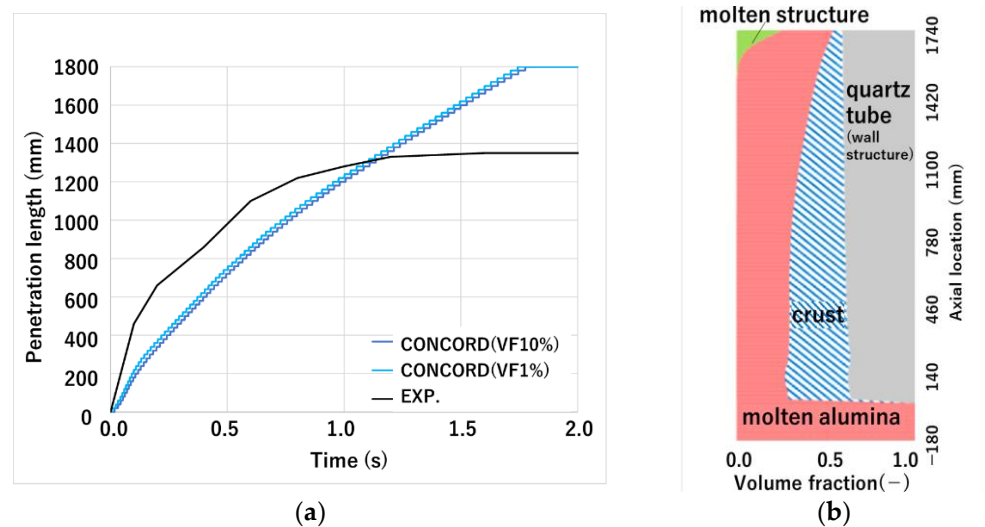 1800
1600
1400
1200
1000
800
600
400
200
0
0.0 0.5 1.0 1.5 2.0
Penetration length (mm)
Time (s)
CONCORD(VF10%)
CONCORD(VF1%)
EXP.
(a)
molten structure
quartz
tube
(wall
structure)
crust
molten alumina
1740
1420
1100
780
460
140
-180
Axial location (mm)
0.0 0.5 1.0
Volume fraction(-)
(b)